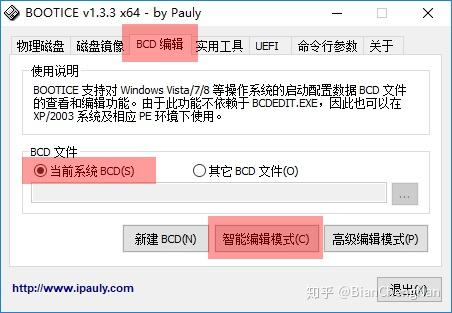 BOOTICE v1.3.3 x64 - by Pauly
物理磁盘 磁盘镜像 BCD 编辑 实用工具 UEFI 命令行参数 关于
使用说明
BOOTICE 支持对 Windows Vista/7/8 等操作系统的启动配置数据 BCD 文件
的查看和编辑功能。由于此功能不依赖于 BCDEDIT.EXE，因此也可以在
XP/2003 系统及相应 PE 环境下使用。
BCD 文件
当前系统 BCD(S) 其它 BCD 文件(O)
...
新建 BCD(N) 智能编辑模式(C) 高级编辑模式(P)
http://www.ipauly.com 退出(X)
知乎 @BianChengNan